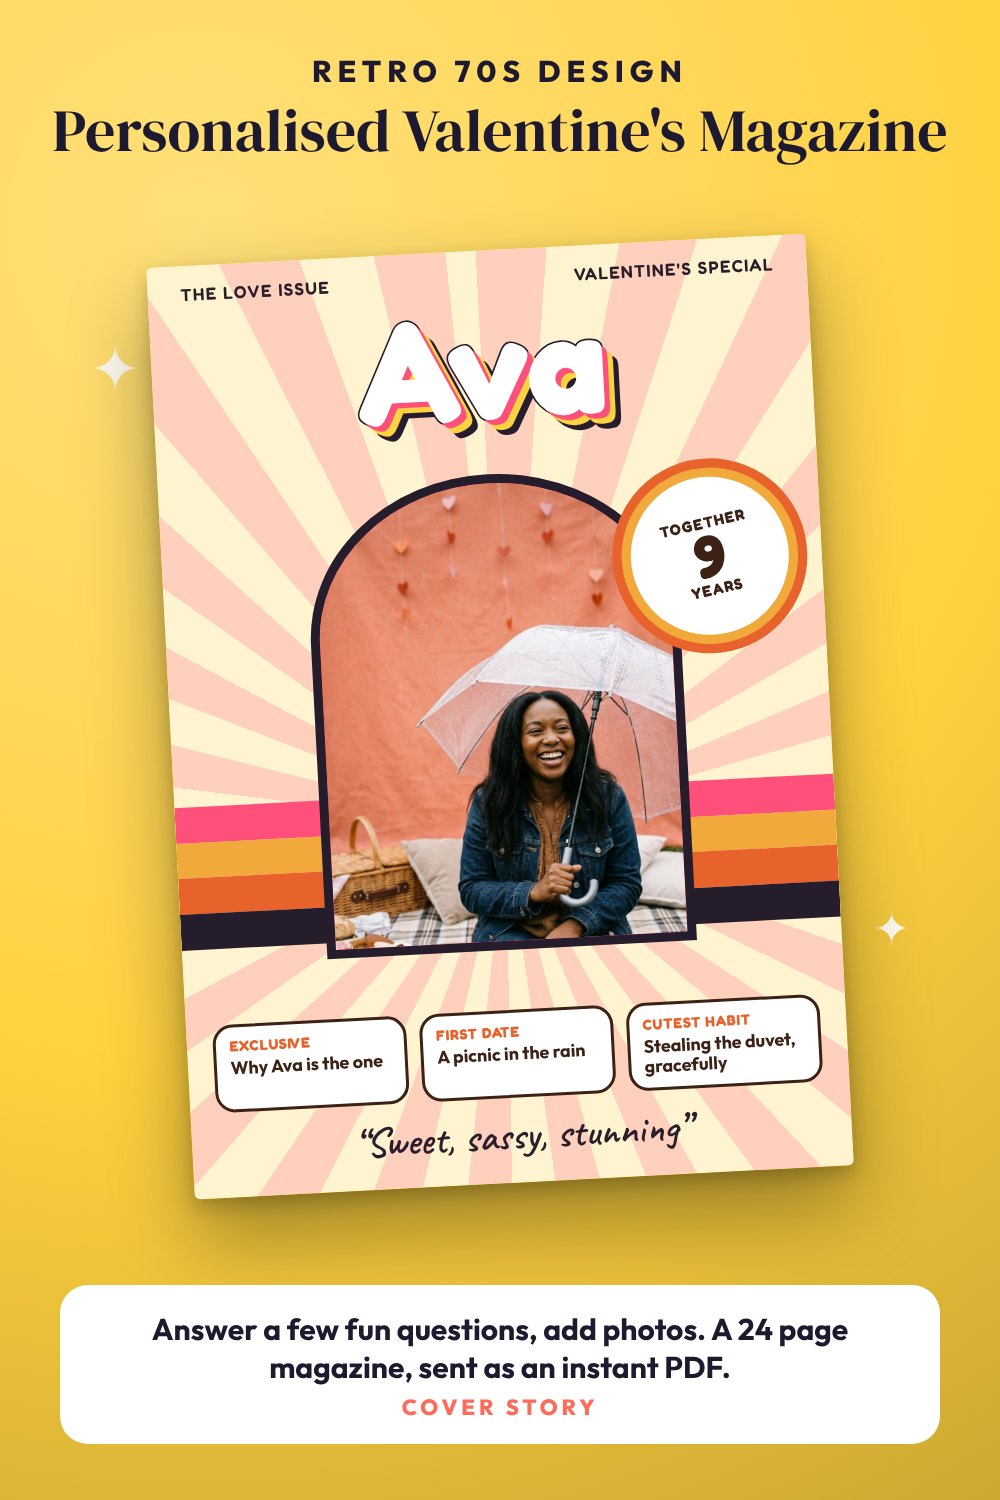 RETRO 70S DESIGN
Personalised Valentine's Magazine
THE LOVE ISSUE
VALENTINE'S SPECIAL
Ava
TOGETHER
9
YEARS
EXCLUSIVE
Why Ava is the one
FIRST DATE
A picnic in the rain
CUTEST HABIT
Stealing the duvet,
gracefully
“Sweet, sassy, stunning”
Answer a few fun questions, add photos. A 24 page
magazine, sent as an instant PDF.
COVER STORY